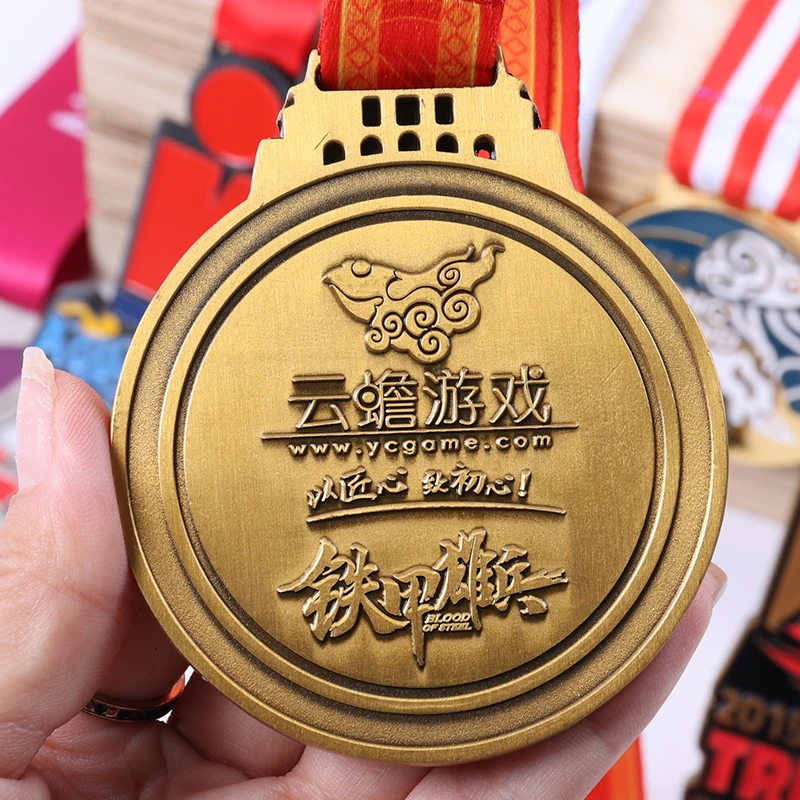 云蟾游戏
www.ycgame.com
以匠心 致初心!
铁甲雄兵
BLOOD
OF STEEL
2019